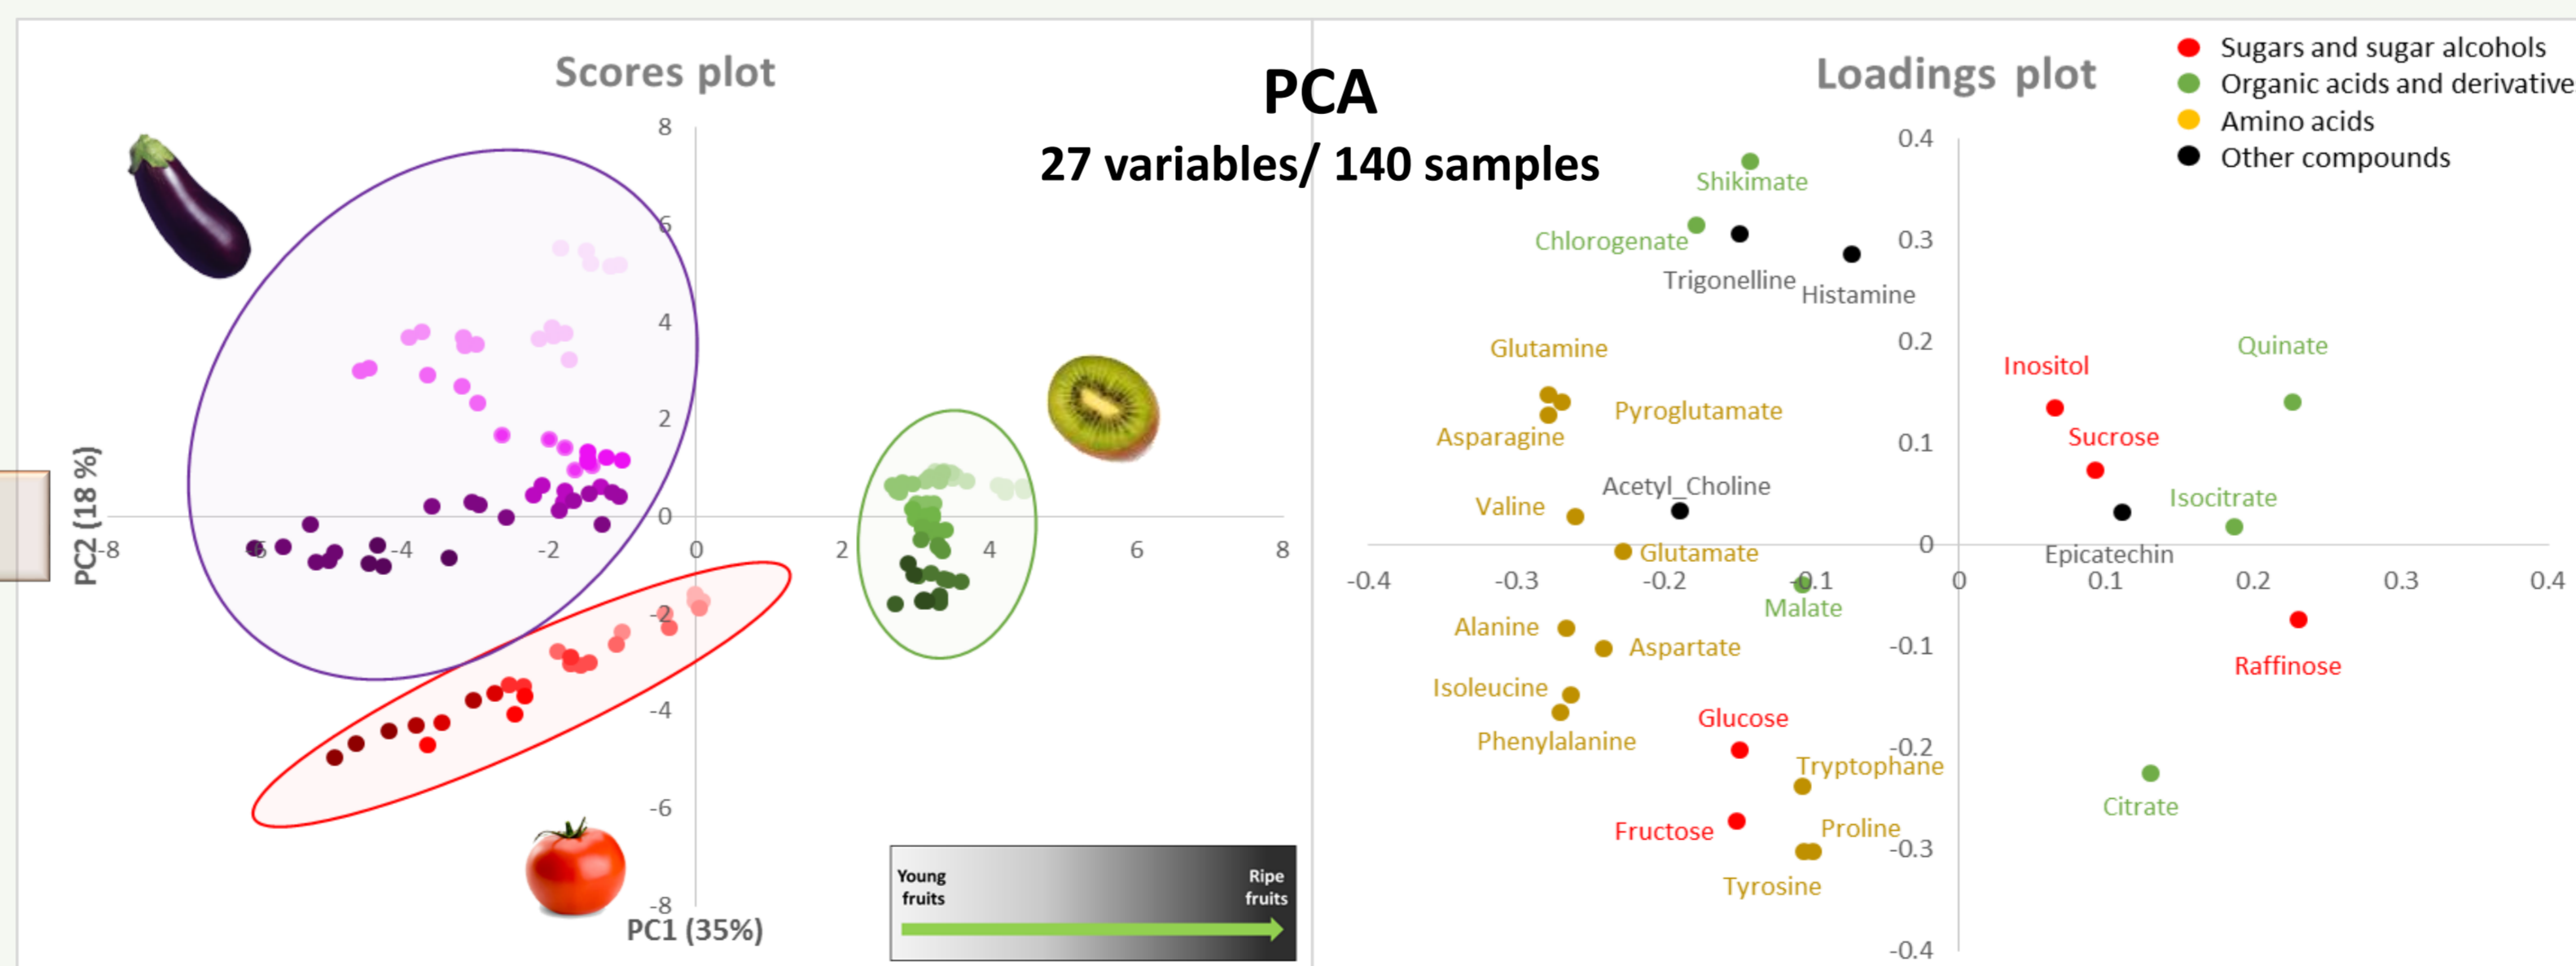 PCA
27 variables/ 140 samples
Scores plot
8
6
4
2
0
-2
-4
-6
-8
-8
-6
-4
-2
0
2
4
6
8
PC2 (18 %)
PC1 (35%)
Young
fruits
Ripe
fruits
Loadings plot
Sugars and sugar alcohols
Organic acids and derivative
Amino acids
Other compounds
0.4
0.3
0.2
0.1
0
-0.1
-0.2
-0.3
-0.4
-0.4
-0.3
-0.2
-0.1
0
0.1
0.2
0.3
0.4
Shikimate
Chlorogenate
Trigonelline
Histamine
Glutamine
Quinate
Inositol
Pyroglutamate
Asparagine
Sucrose
Acetyl_Choline
Isocitrate
Valine
Glutamate
Epicatechin
Malate
Alanine
Aspartate
Raffinose
Isoleucine
Glucose
Phenylalanine
Tryptophane
Citrate
Fructose
Proline
Tyrosine